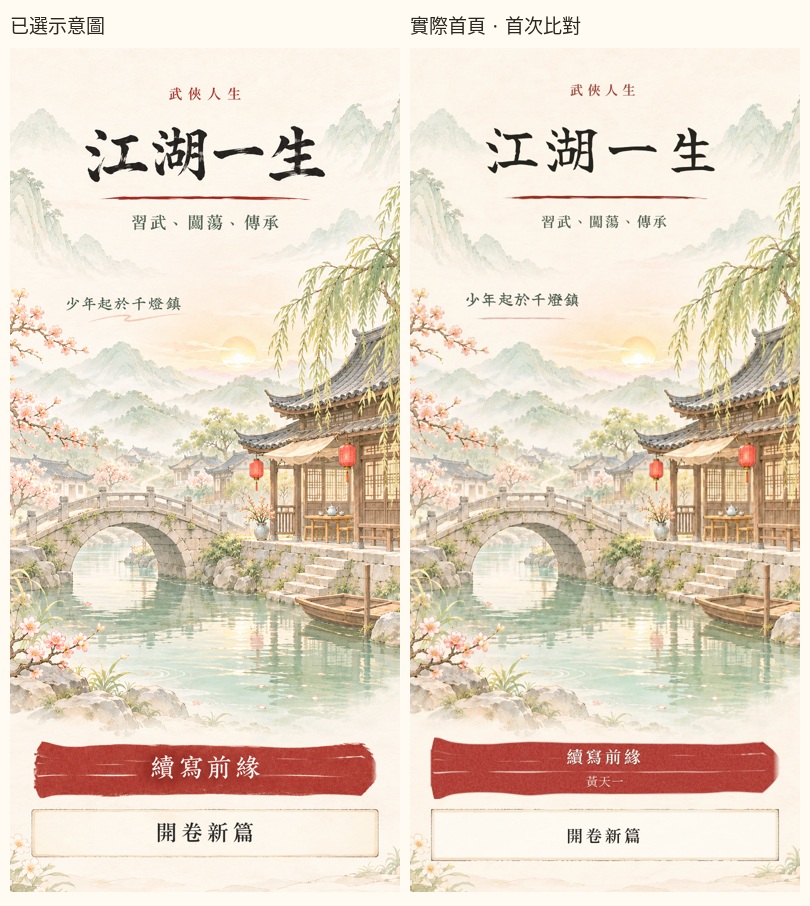 已選示意圖
武俠人生
江湖一生
習武、闖蕩、傳承
少年起於千燈鎮
續寫前緣
開卷新篇
實際首頁·首次比對
武俠人生
江湖一生
習武、闖蕩、傳承
少年起於千燈鎮
續寫前緣
黃天一
開卷新篇